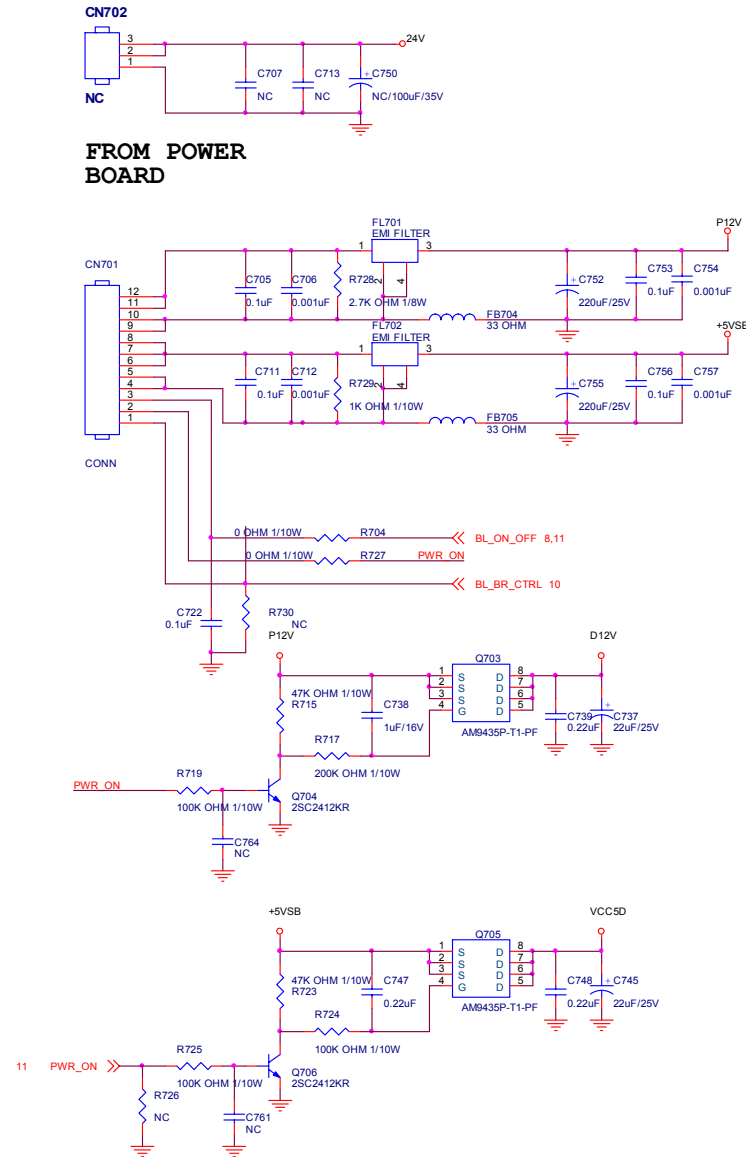 CN702
3
2
1
NC
24V
C707
NC
C713
NC
+ C750
NC/100uF/35V
FROM POWER
BOARD
CN701
12
11
10
9
8
7
6
5
4
3
2
1
CONN
FL701
EMI FILTER
1
3
2
4
P12V
C705
0.1uF
C706
0.001uF
R728
2.7K OHM 1/8W
FB704
33 OHM
+ C752
220uF/25V
C753
0.1uF
C754
0.001uF
FL702
EMI FILTER
1
3
2
4
+5VSB
C711
0.1uF
C712
0.001uF
R729
1K OHM 1/10W
FB705
33 OHM
+ C755
220uF/25V
C756
0.1uF
C757
0.001uF
0 OHM 1/10W
R704
BL_ON_OFF 8,11
0 OHM 1/10W
R727
PWR_ON
BL_BR_CTRL 10
C722
0.1uF
R730
NC
P12V
D12V
47K OHM 1/10W
R715
C738
1uF/16V
Q703
1
2
3
4
S
S
S
G
D
D
D
D
8
7
6
5
AM9435P-T1-PF
C739
0.22uF
+
C737
22uF/25V
R717
200K OHM 1/10W
PWR_ON
R719
100K OHM 1/10W
Q704
2SC2412KR
C764
NC
+5VSB
VCC5D
47K OHM 1/10W
R723
C747
0.22uF
Q705
1
2
3
4
S
S
S
G
D
D
D
D
8
7
6
5
AM9435P-T1-PF
C748
0.22uF
+
C745
22uF/25V
R724
100K OHM 1/10W
11 PWR_ON
R725
100K OHM 1/10W
Q706
2SC2412KR
R726
NC
C761
NC